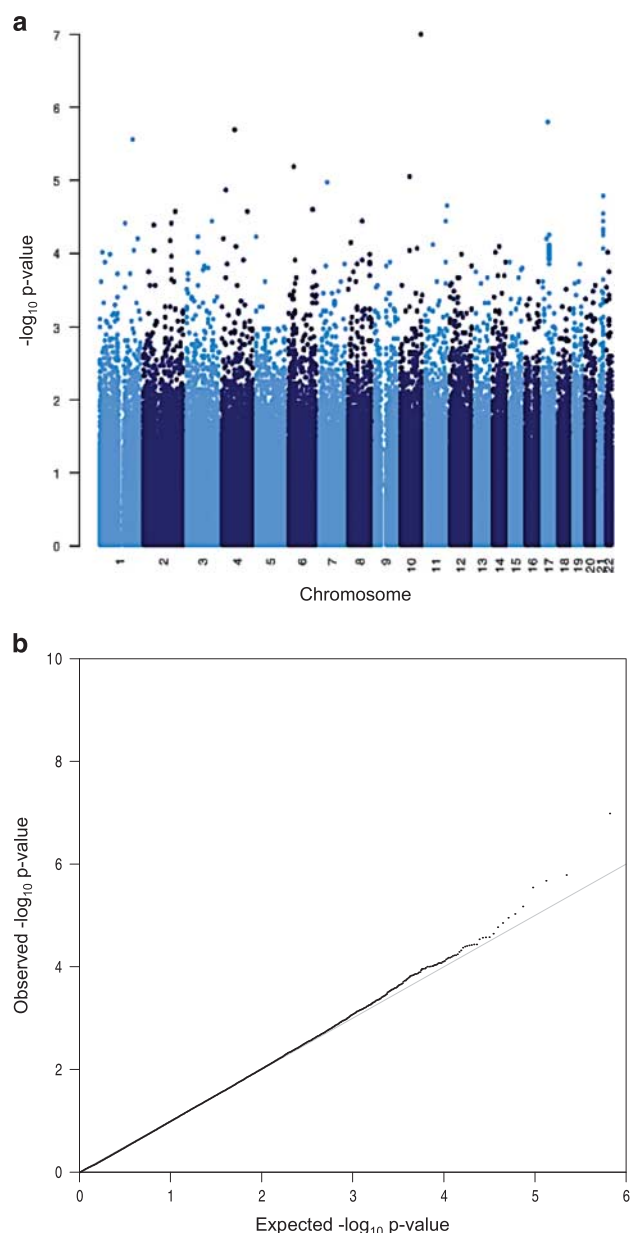 a
7
6
5
4
3
2
1
0
-log10 p-value
1 2 3 4 5 6 7 8 9 10 11 12 13 14 15 16 17 18 19 20 21 22
Chromosome
b
10
8
6
4
2
0
Observed -log10 p-value
0 1 2 3 4 5 6
Expected -log10 p-value